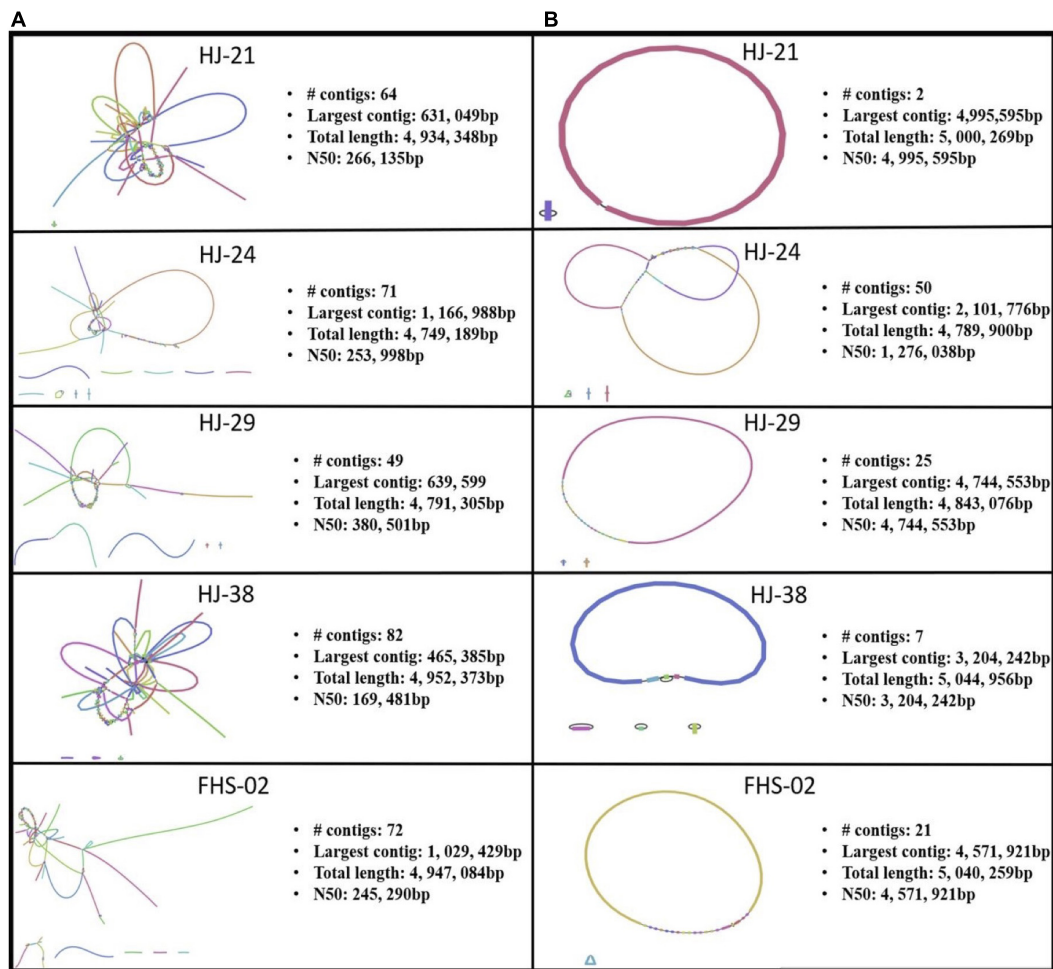 A
B
HJ-21
• # contigs: 64
• Largest contig: 631, 049bp
• Total length: 4, 934, 348bp
• N50: 266, 135bp
HJ-21
• # contigs: 2
• Largest contig: 4,995,595bp
• Total length: 5, 000, 269bp
• N50: 4, 995, 595bp
HJ-24
• # contigs: 71
• Largest contig: 1, 166, 988bp
• Total length: 4, 749, 189bp
• N50: 253, 998bp
HJ-24
• # contigs: 50
• Largest contig: 2, 101, 776bp
• Total length: 4, 789, 900bp
• N50: 1, 276, 038bp
HJ-29
• # contigs: 49
• Largest contig: 639, 599
• Total length: 4, 791, 305bp
• N50: 380, 501bp
HJ-29
• # contigs: 25
• Largest contig: 4, 744, 553bp
• Total length: 4, 843, 076bp
• N50: 4, 744, 553bp
HJ-38
• # contigs: 82
• Largest contig: 465, 385bp
• Total length: 4, 952, 373bp
• N50: 169, 481bp
HJ-38
• # contigs: 7
• Largest contig: 3, 204, 242bp
• Total length: 5, 044, 956bp
• N50: 3, 204, 242bp
FHS-02
• # contigs: 72
• Largest contig: 1, 029, 429bp
• Total length: 4, 947, 084bp
• N50: 245, 290bp
FHS-02
• # contigs: 21
• Largest contig: 4, 571, 921bp
• Total length: 5, 040, 259bp
• N50: 4, 571, 921bp